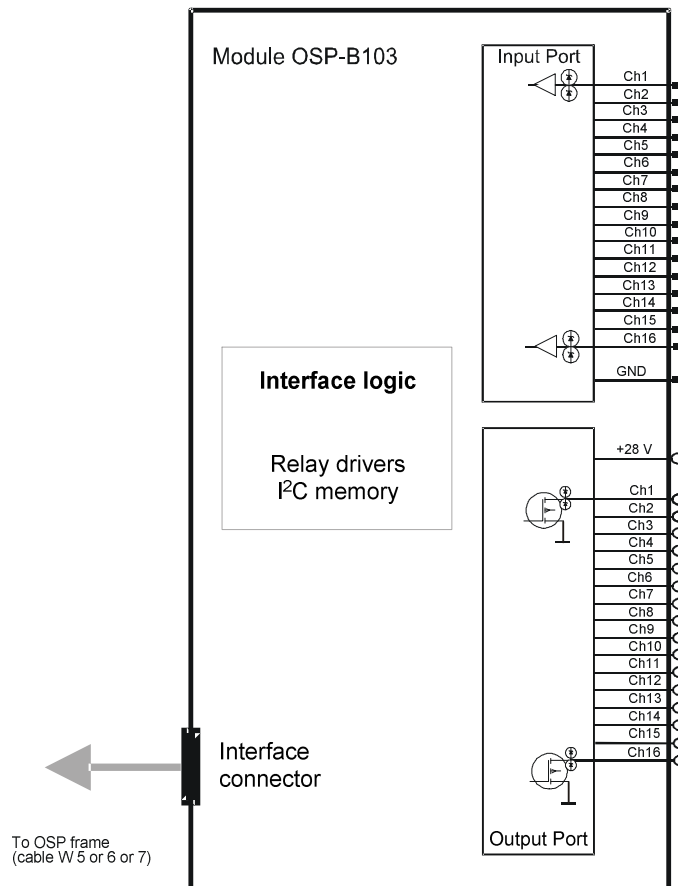 Module OSP-B103
Input Port
Ch1
Ch2
Ch3
Ch4
Ch5
Ch6
Ch7
Ch8
Ch9
Ch10
Ch11
Ch12
Ch13
Ch14
Ch15
Ch16
GND
Interface logic
Relay drivers
I²C memory
+28 V
Ch1
Ch2
Ch3
Ch4
Ch5
Ch6
Ch7
Ch8
Ch9
Ch10
Ch11
Ch12
Ch13
Ch14
Ch15
Ch16
Output Port
Interface
connector
To OSP frame
(cable W 5 or 6 or 7)